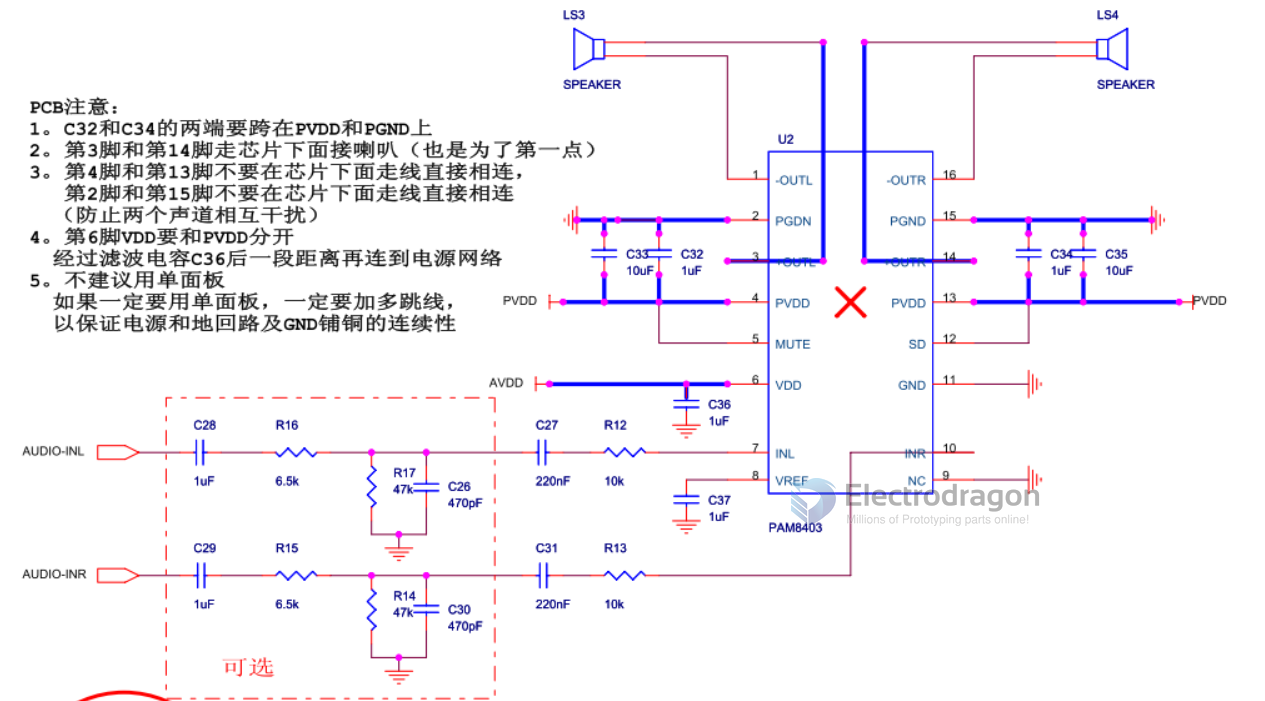 LS3
LS4
SPEAKER
SPEAKER
PCB注意：
1。C32和C34的两端要跨在PVDD和PGND上
2。第3脚和第14脚走芯片下面接喇叭（也是为了第一点）
3。第4脚和第13脚不要在芯片下面走线直接相连，
第2脚和第15脚不要在芯片下面走线直接相连
（防止两个声道相互干扰）
4。第6脚VDD要和PVDD分开
经过滤波电容C36后一段距离再连到电源网络
5。不建议用单面板
如果一定要用单面板，一定要加多跳线，
以保证电源和地回路及GND铺铜的连续性
U2
1 -OUTL
-OUTR 16
2 PGDN
PGND 15
3 +OUTL
+OUTR 14
C33
10uF
C32
1uF
C34
1uF
C35
10uF
PVDD
4 PVDD
PVDD 13
PVDD
5 MUTE
SD 12
AVDD
6 VDD
GND 11
C36
1uF
7 INL
INR 10
8 VREF
NC 9
C37
1uF
PAM8403
Electrodragon
Millions of Prototyping parts online!
AUDIO-INL
C28
1uF
R16
6.5k
R17
47k
C26
470pF
C27
220nF
R12
10k
AUDIO-INR
C29
1uF
R15
6.5k
R14
47k
C30
470pF
C31
220nF
R13
10k
可选